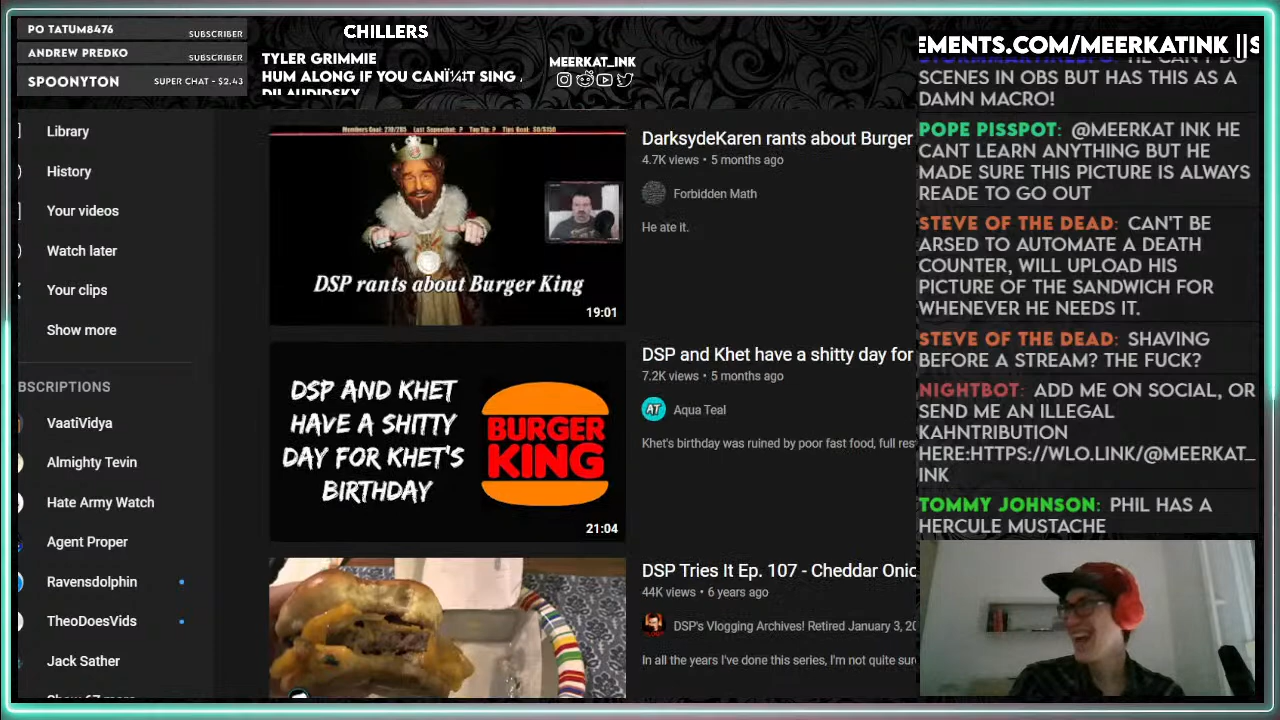 PO TATUM8476
SUBSCRIBER
ANDREW PREDKO
SUBSCRIBER
SPOONYTON
SUPER CHAT - $2.43
CHILLERS
TYLER GRIMMIE
HUM ALONG IF YOU CANÏ¼‡T SING
MEERKAT_INK
EMENTS.COM/MEERKATINK ||S
Library
History
Your videos
Watch later
Your clips
Show more
BSCRIPTIONS
VaatiVidya
Almighty Tevin
Hate Army Watch
Agent Proper
Ravensdolphin
TheoDoesVids
Jack Sather
DSP rants about Burger King
19:01
DarksydeKaren rants about Burger
4.7K views • 5 months ago
Forbidden Math
He ate it.
DSP AND KHET
HAVE A SHITTY
DAY FOR KHET'S
BIRTHDAY
BURGER
KING
21:04
DSP and Khet have a shitty day for
7.2K views • 5 months ago
AT
Aqua Teal
Khet's birthday was ruined by poor fast food, full res
DSP Tries It Ep. 107 - Cheddar Onio
44K views • 6 years ago
DSP's Vlogging Archives! Retired January 3, 20
In all the years I've done this series, I'm not quite sur
SCENES IN OBS BUT HAS THIS AS A
DAMN MACRO!
POPE PISSPOT: @MEERKAT INK HE
CANT LEARN ANYTHING BUT HE
MADE SURE THIS PICTURE IS ALWAYS
READE TO GO OUT
STEVE OF THE DEAD: CAN'T BE
ARSED TO AUTOMATE A DEATH
COUNTER, WILL UPLOAD HIS
PICTURE OF THE SANDWICH FOR
WHENEVER HE NEEDS IT.
STEVE OF THE DEAD: SHAVING
BEFORE A STREAM? THE FUCK?
NIGHTBOT: ADD ME ON SOCIAL, OR
SEND ME AN ILLEGAL
KAHNTRIBUTION
HERE:HTTPS://WLO.LINK/@MEERKAT_
INK
TOMMY JOHNSON: PHIL HAS A
HERCULE MUSTACHE